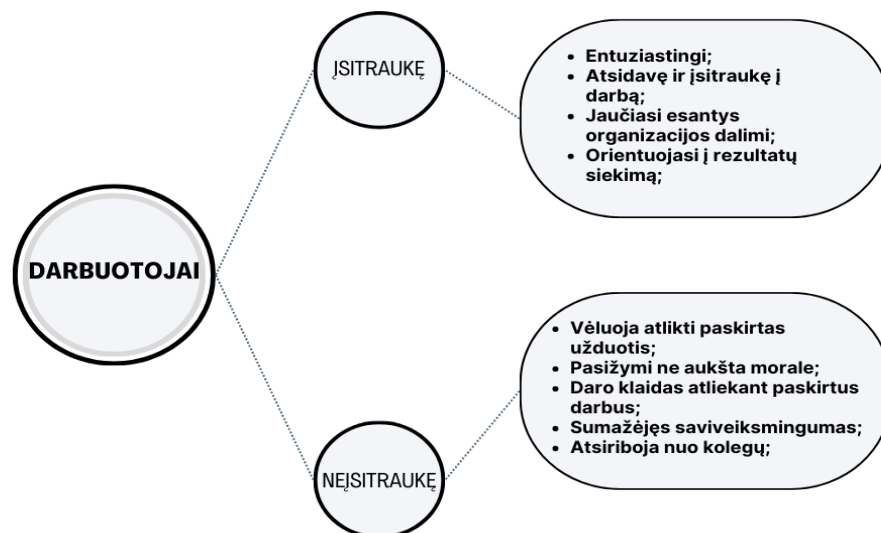 DARBUOTOJAI
ĮSITRAUKĘ
• Entuziastingi;
• Atsidavę ir įsitraukę į
darbą;
• Jaučiasi esantys
organizacijos dalimi;
• Orientuojasi į rezultatų
siekimą;
NEĮSITRAUKĘ
• Vėluoja atlikti paskirtas
užduotis;
• Pasižymi ne aukšta morale;
• Daro klaidas atliekant paskirtus
darbus;
• Sumažėjęs saviveiksmingumas;
• Atsiriboja nuo kolegų;